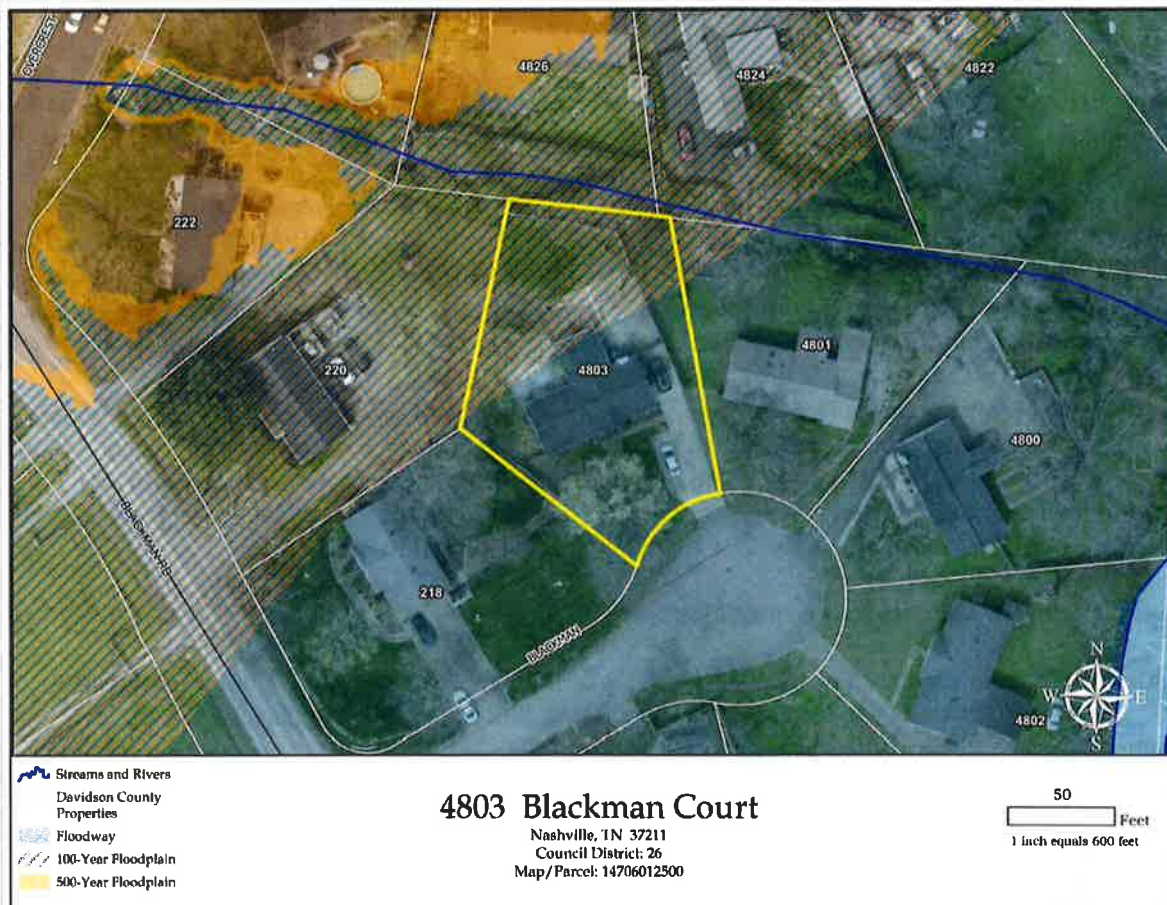 OVERCREST
4826
4824
4822
222
220
4803
4801
4800
BLACKMAN RD
218
BLACKMAN
4802
N
W E
S
Streams and Rivers
Davidson County
Properties
Floodway
100-Year Floodplain
500-Year Floodplain
4803 Blackman Court
Nashville, TN 37211
Council District: 26
Map/Parcel: 14706012500
50
Feet
1 inch equals 600 feet